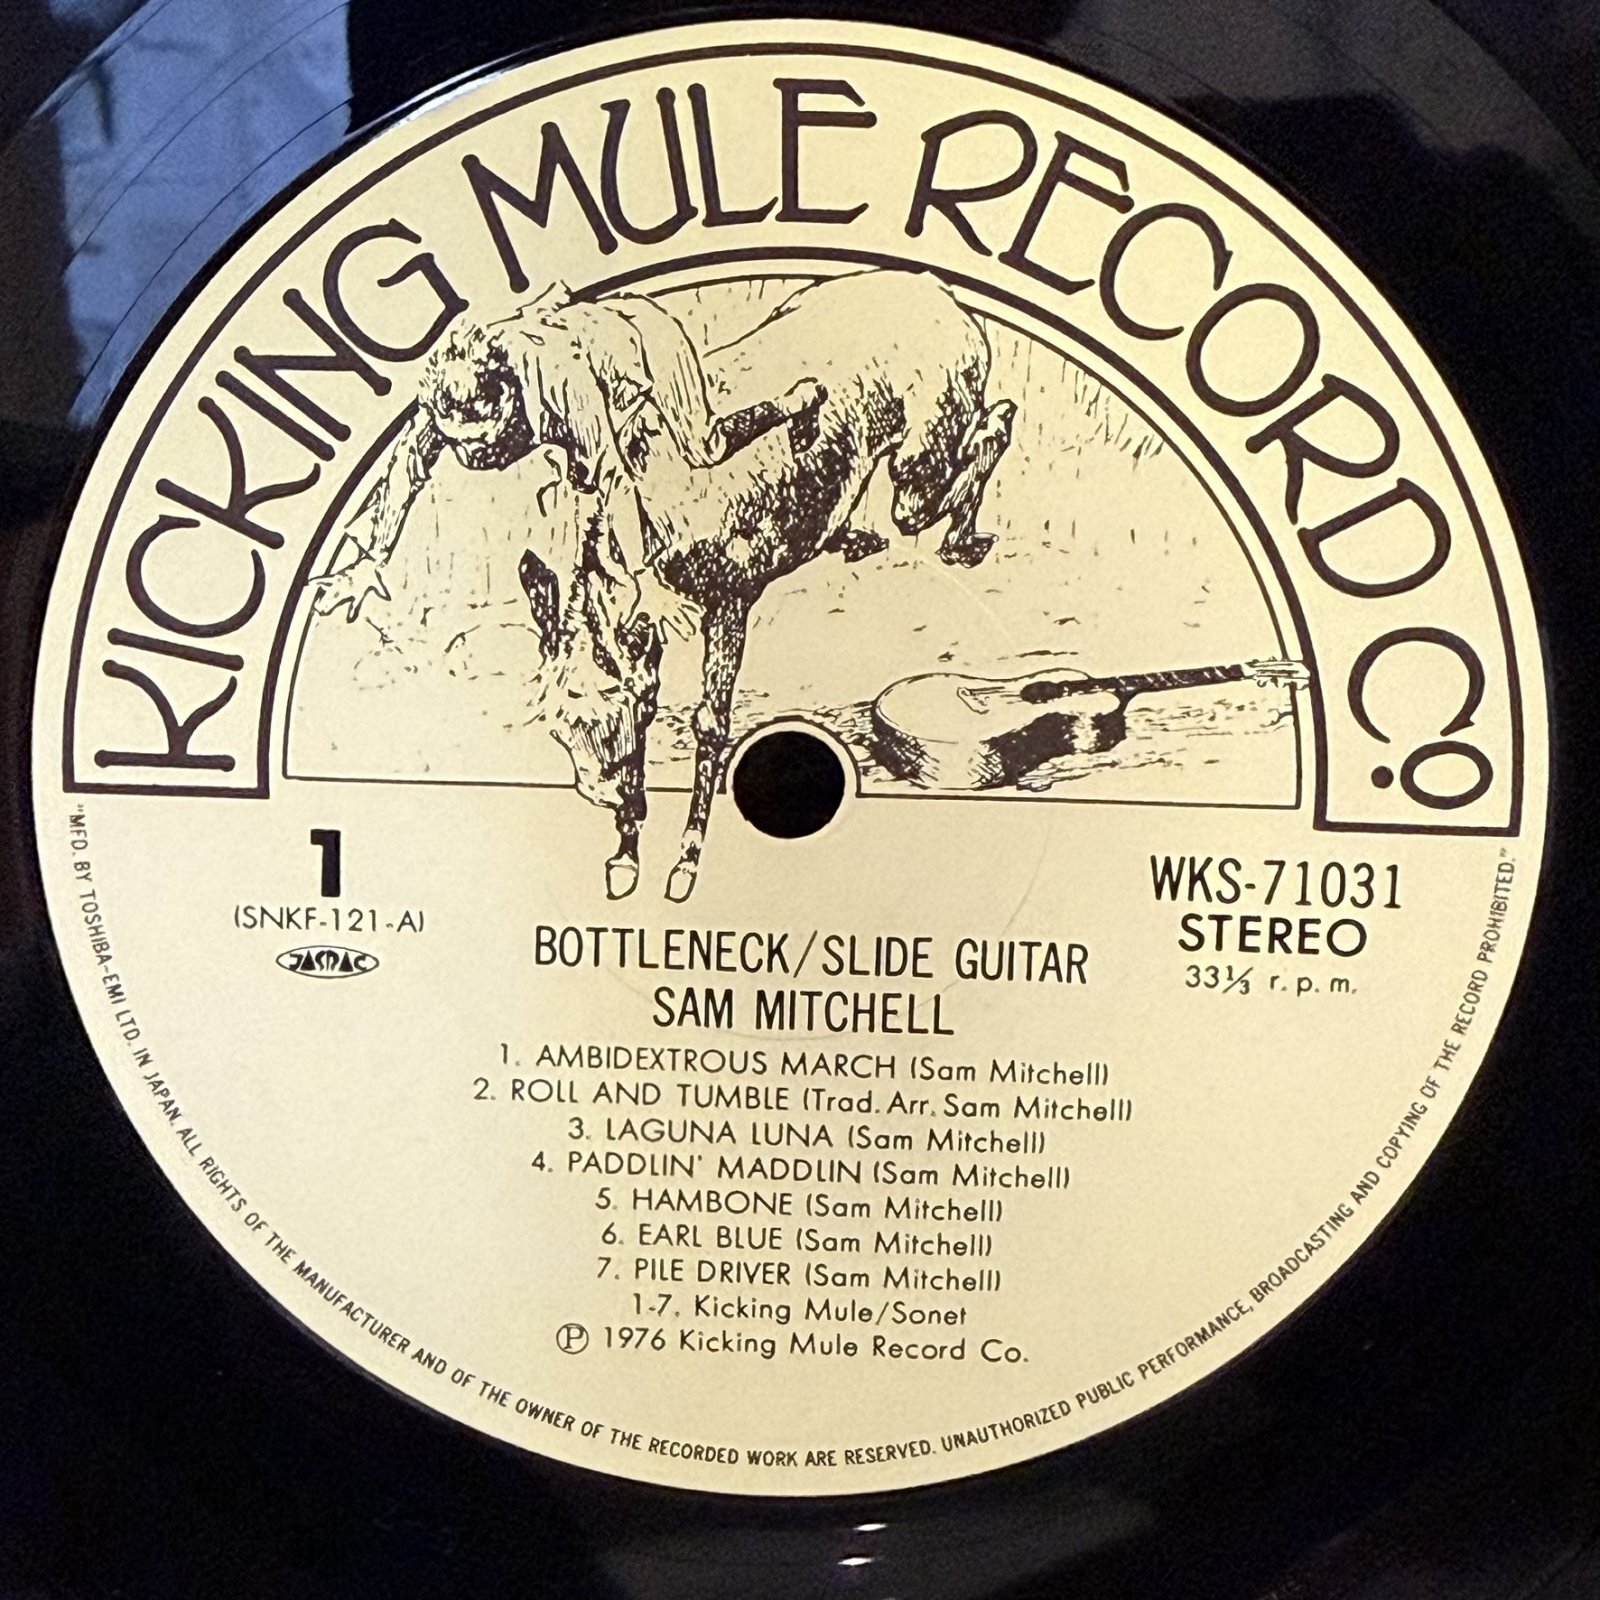 KICKING MULE RECORD CO.
1
(SNKF-121-A)
JASRAC
WKS-71031
STEREO
33⅓ r.p.m.
BOTTLENECK/SLIDE GUITAR
SAM MITCHELL
1. AMBIDEXTROUS MARCH (Sam Mitchell)
2. ROLL AND TUMBLE (Trad. Arr. Sam Mitchell)
3. LAGUNA LUNA (Sam Mitchell)
4. PADDLIN' MADDLIN (Sam Mitchell)
5. HAMBONE (Sam Mitchell)
6. EARL BLUE (Sam Mitchell)
7. PILE DRIVER (Sam Mitchell)
1-7. Kicking Mule/Sonet
Ⓟ 1976 Kicking Mule Record Co.
"MFD. BY TOSHIBA-EMI LTD. IN JAPAN. ALL RIGHTS OF THE MANUFACTURER AND OF THE OWNER OF THE RECORDED WORK ARE RESERVED. UNAUTHORIZED PUBLIC PERFORMANCE, BROADCASTING AND COPYING OF THE RECORD PROHIBITED."